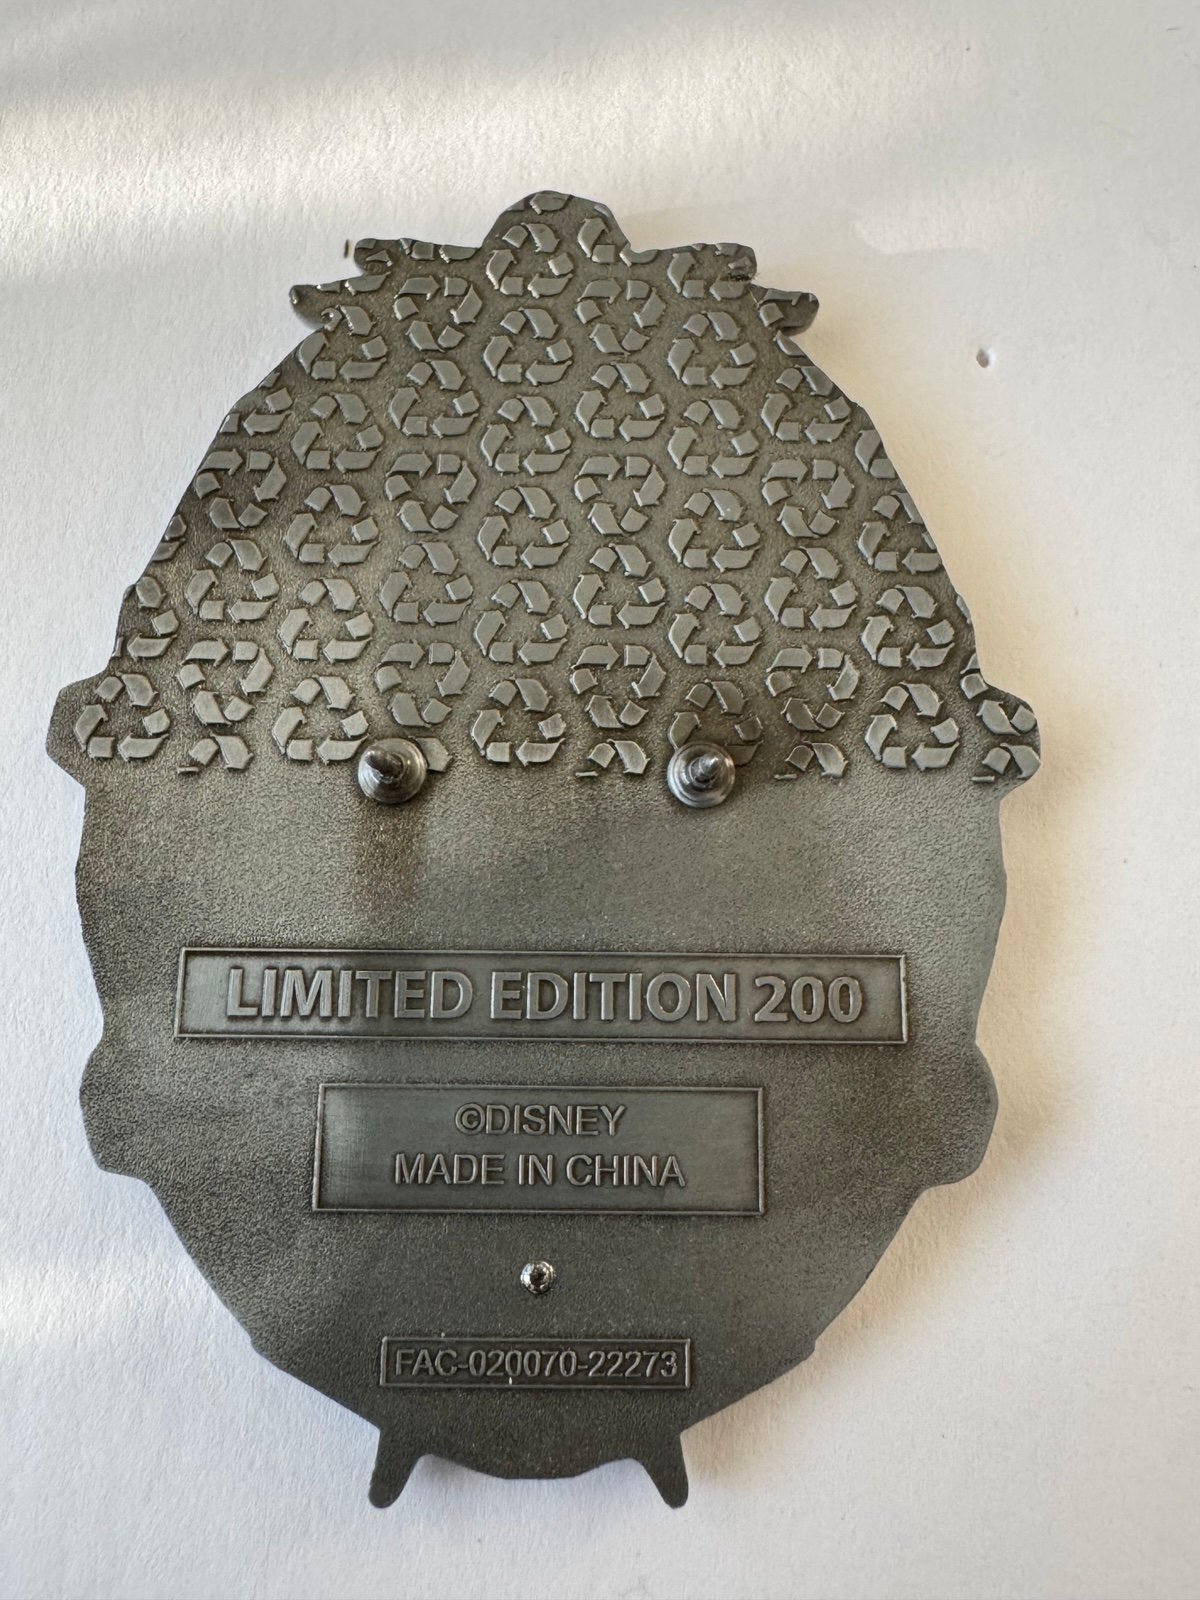 LIMITED EDITION 200
©DISNEY
MADE IN CHINA
FAC-020070-22273